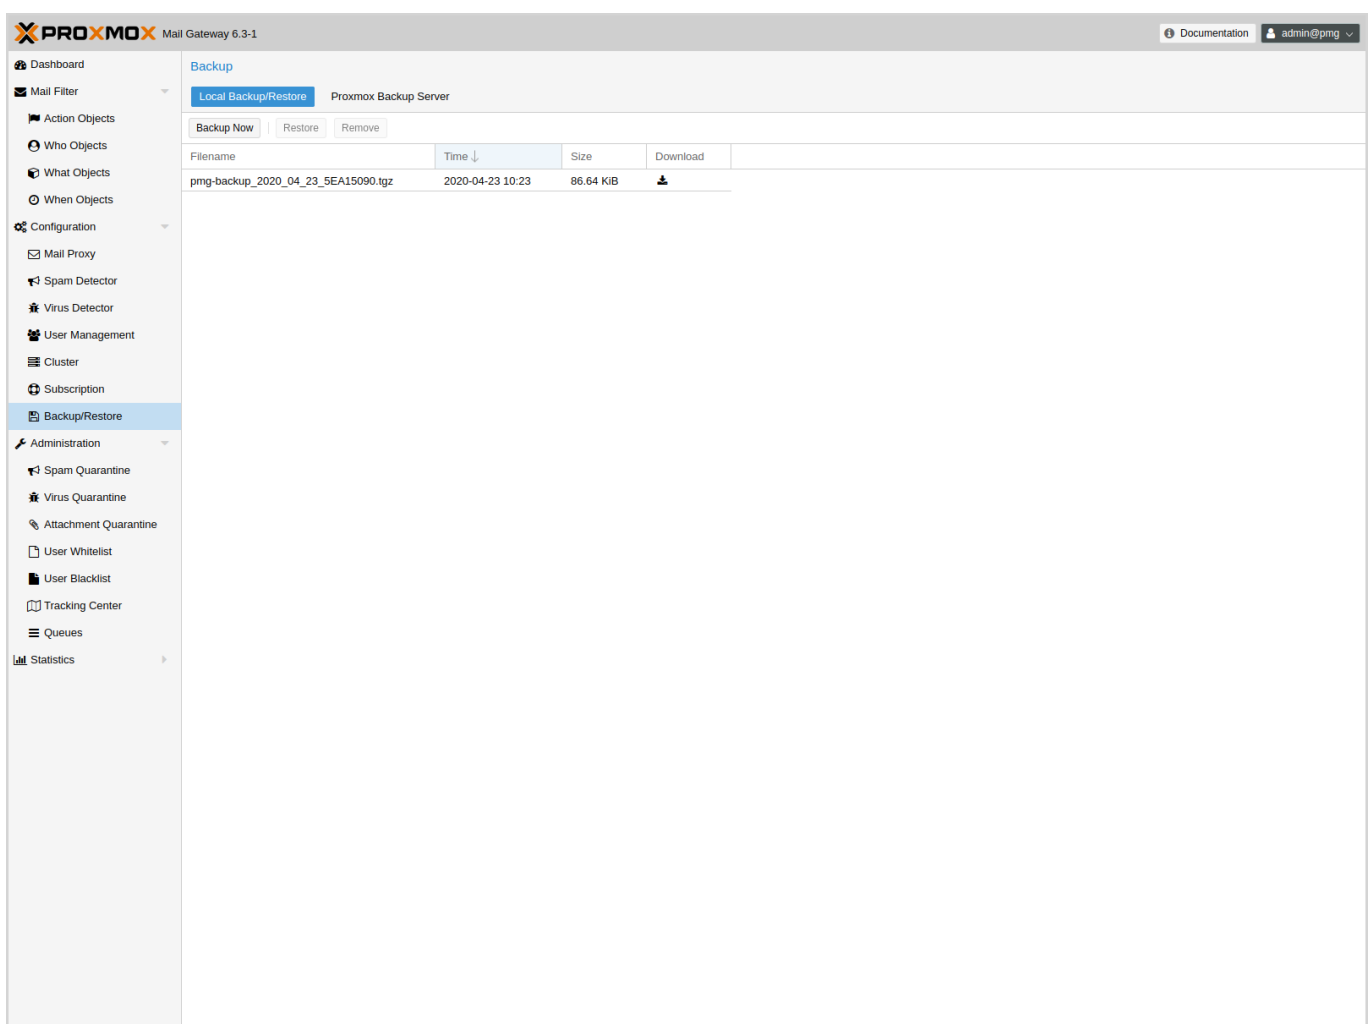 PROXMOX Mail Gateway 6.3-1
Documentation
admin@pmg
Dashboard
Mail Filter
Action Objects
Who Objects
What Objects
When Objects
Configuration
Mail Proxy
Spam Detector
Virus Detector
User Management
Cluster
Subscription
Backup/Restore
Administration
Spam Quarantine
Virus Quarantine
Attachment Quarantine
User Whitelist
User Blacklist
Tracking Center
Queues
Statistics
Backup
Local Backup/Restore Proxmox Backup Server
Backup Now Restore Remove
Filename Time Size Download
pmg-backup_2020_04_23_5EA15090.tgz 2020-04-23 10:23 86.64 KiB